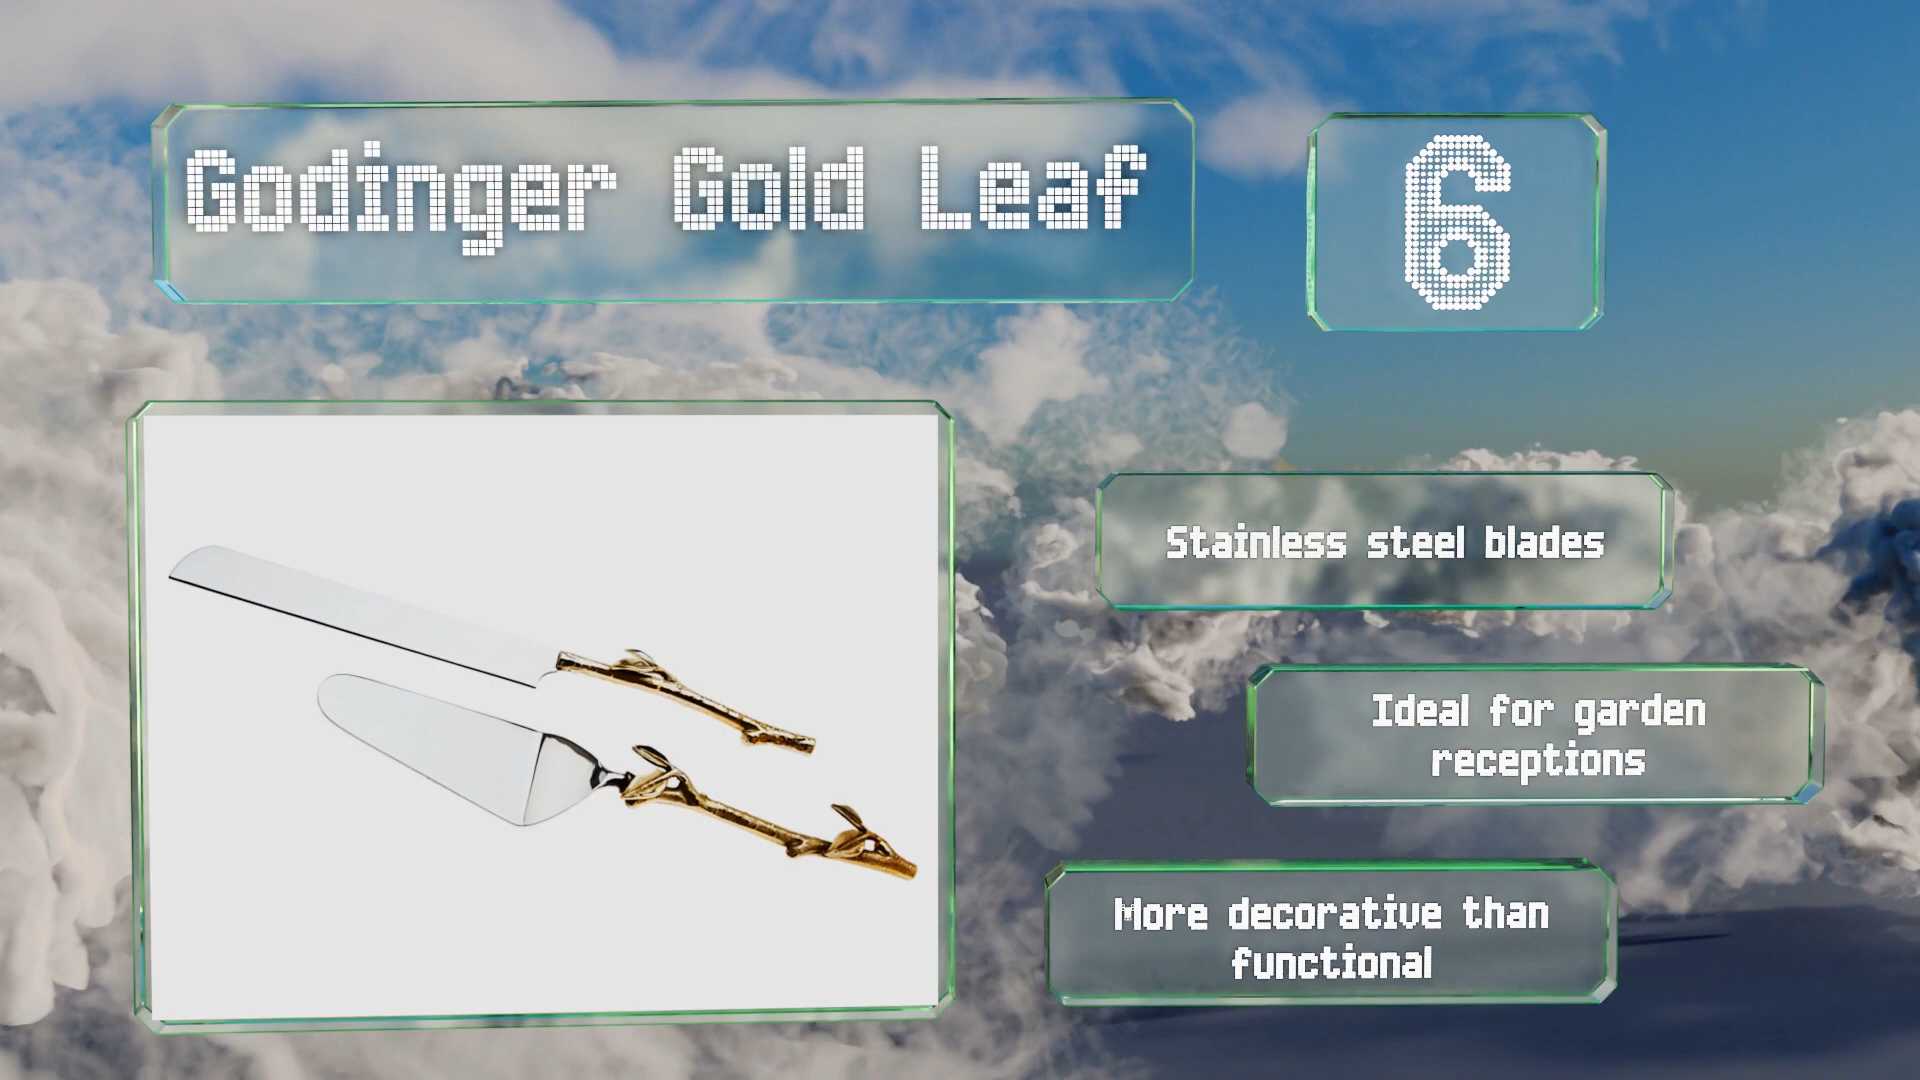 Godinger Gold Leaf
6
Stainless steel blades
Ideal for garden
receptions
More decorative than
functional